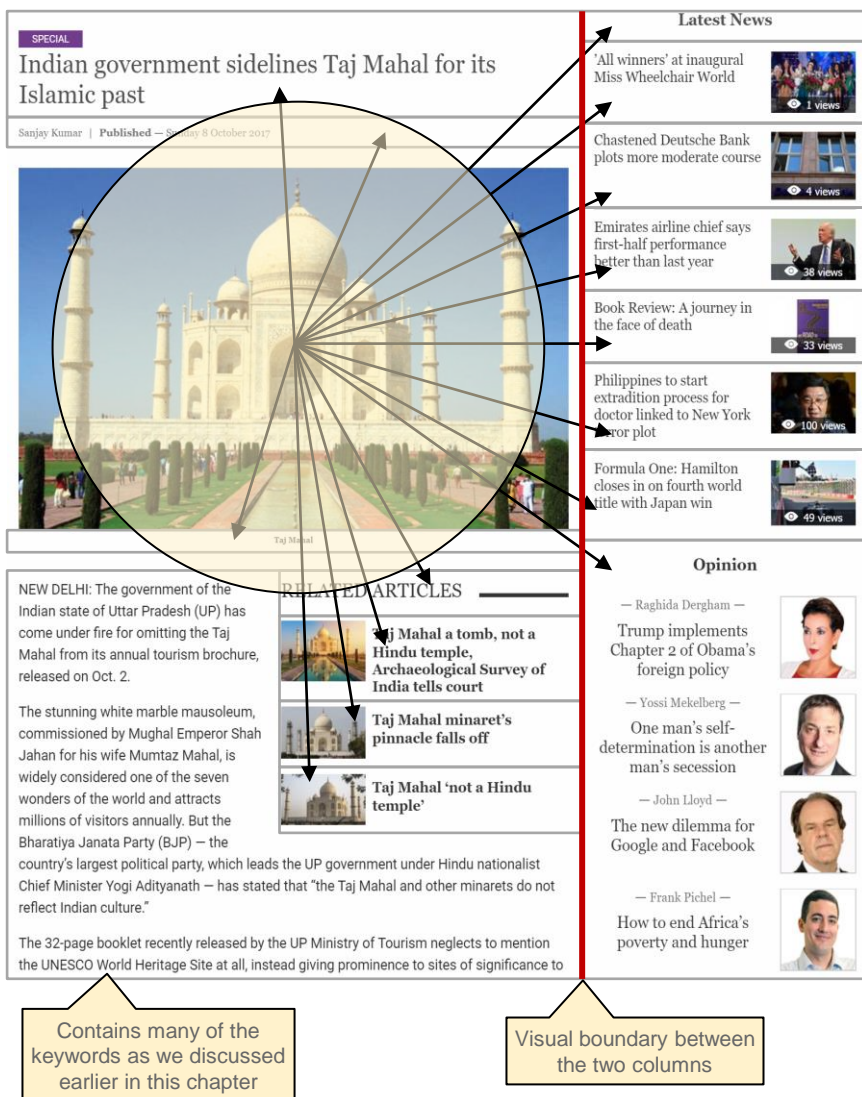 SPECIAL
Indian government sidelines Taj Mahal for its
Islamic past
Sanjay Kumar | Published — Sunday 8 October 2017
Taj Mahal
NEW DELHI: The government of the
Indian state of Uttar Pradesh (UP) has
come under fire for omitting the Taj
Mahal from its annual tourism brochure,
released on Oct. 2.
The stunning white marble mausoleum,
commissioned by Mughal Emperor Shah
Jahan for his wife Mumtaz Mahal, is
widely considered one of the seven
wonders of the world and attracts
millions of visitors annually. But the
Bharatiya Janata Party (BJP) — the
country's largest political party, which leads the UP government under Hindu nationalist
Chief Minister Yogi Adityanath — has stated that “the Taj Mahal and other minarets do not
reflect Indian culture.”
The 32-page booklet recently released by the UP Ministry of Tourism neglects to mention
the UNESCO World Heritage Site at all, instead giving prominence to sites of significance to
RELATED ARTICLES
Taj Mahal a tomb, not a
Hindu temple,
Archaeological Survey of
India tells court
Taj Mahal minaret's
pinnacle falls off
Taj Mahal ‘not a Hindu
temple’
Latest News
'All winners' at inaugural
Miss Wheelchair World
1 views
Chastened Deutsche Bank
plots more moderate course
4 views
Emirates airline chief says
first-half performance
better than last year
38 views
Book Review: A journey in
the face of death
33 views
Philippines to start
extradition process for
doctor linked to New York
terror plot
100 views
Formula One: Hamilton
closes in on fourth world
title with Japan win
49 views
Opinion
— Raghida Dergham —
Trump implements
Chapter 2 of Obama's
foreign policy
— Yossi Mekelberg —
One man's self-
determination is another
man's secession
— John Lloyd —
The new dilemma for
Google and Facebook
— Frank Pichel —
How to end Africa's
poverty and hunger
Contains many of the
keywords as we discussed
earlier in this chapter
Visual boundary between
the two columns